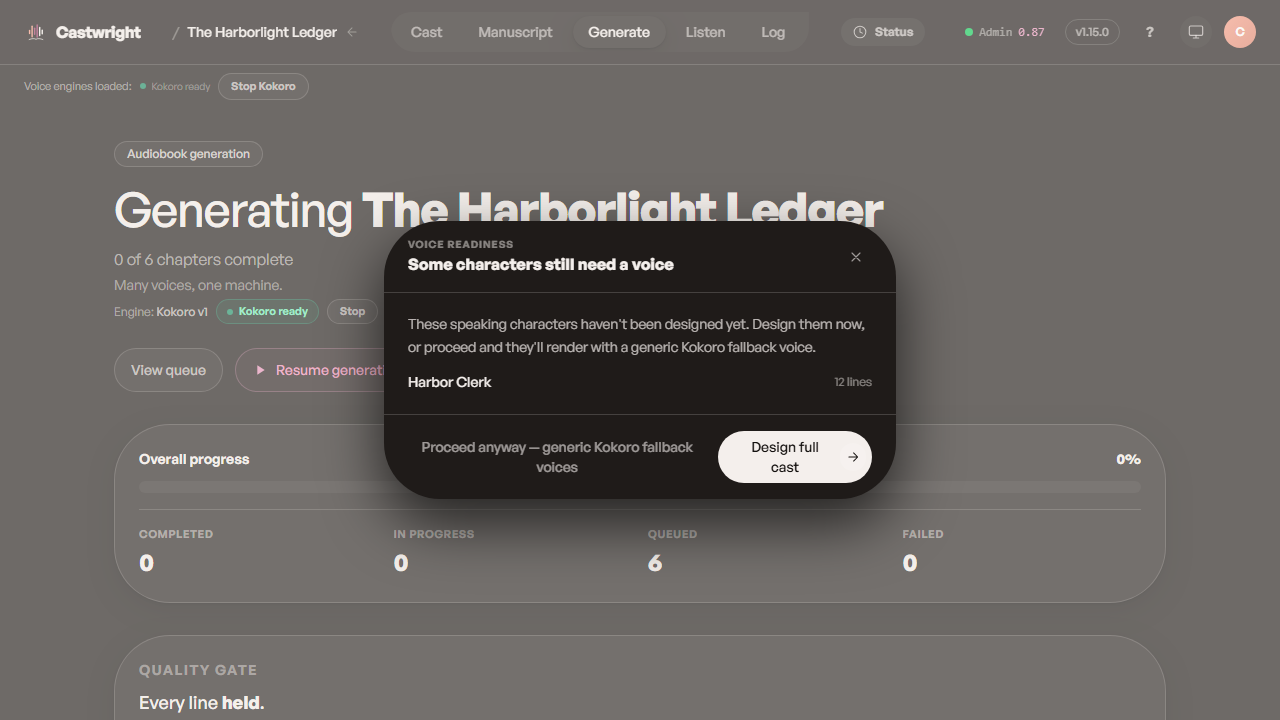 Castwright / The Harborlight Ledger ← Cast Manuscript Generate Listen Log Status Admin 0.87 v1.15.0 ? C
Voice engines loaded: Kokoro ready Stop Kokoro
Audiobook generation
Generating The Harborlight Ledger
0 of 6 chapters complete
Many voices, one machine.
Engine: Kokoro v1 Kokoro ready Stop
View queue Resume generati
VOICE READINESS
Some characters still need a voice
These speaking characters haven't been designed yet. Design them now,
or proceed and they'll render with a generic Kokoro fallback voice.
Harbor Clerk 12 lines
Proceed anyway — generic Kokoro fallback
voices
Design full
cast →
Overall progress 0%
COMPLETED IN PROGRESS QUEUED FAILED
0 0 6 0
QUALITY GATE
Every line held.